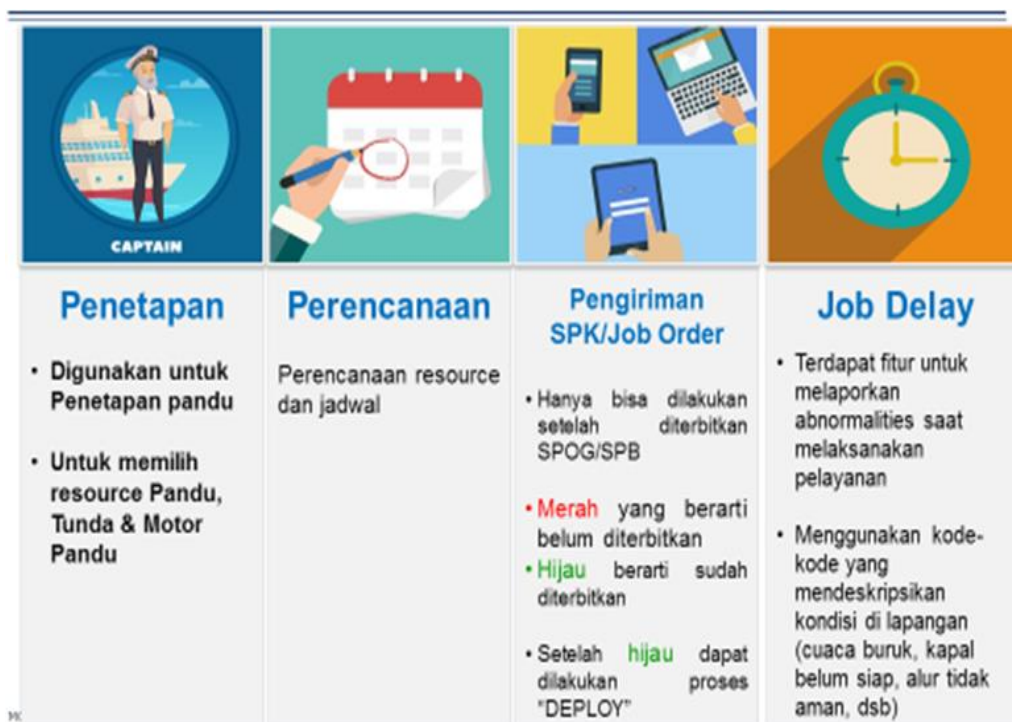 CAPTAIN
Penetapan
• Digunakan untuk
Penetapan pandu
• Untuk memilih
resource Pandu,
Tunda & Motor
Pandu
Perencanaan
Perencanaan resource
dan jadwal
Pengiriman
SPK/Job Order
• Hanya bisa dilakukan
setelah diterbitkan
SPOG/SPB
• Merah yang berarti
belum diterbitkan
• Hijau berarti sudah
diterbitkan
• Setelah hijau dapat
dilakukan proses
"DEPLOY"
Job Delay
• Terdapat fitur untuk
melaporkan
abnormalities saat
melaksanakan
pelayanan
• Menggunakan kode-
kode yang
mendeskripsikan
kondisi di lapangan
(cuaca buruk, kapal
belum siap, alur tidak
aman, dsb)